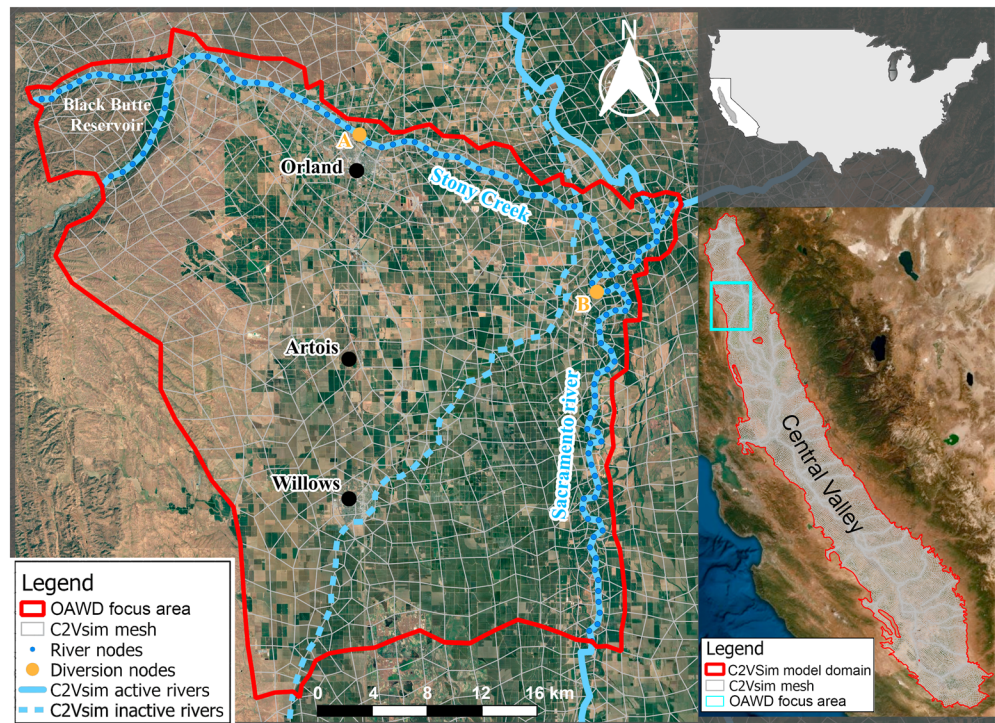 N
Black Butte
Reservoir
A
Orland
Stony Creek
B
Artois
Sacramento river
Willows
Central Valley
Legend
OAWD focus area
C2Vsim mesh
River nodes
Diversion nodes
C2Vsim active rivers
C2Vsim inactive rivers
0 4 8 12 16 km
Legend
C2VSim model domain
C2Vsim mesh
OAWD focus area